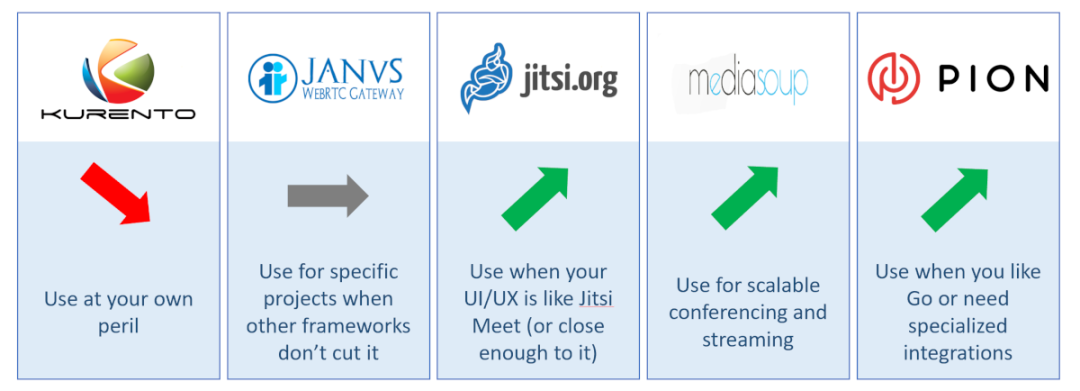 KURENTO
JANVS
WEBRTC GATEWAY
jitsi.org
mediasoup
PION
Use at your own
peril
Use for specific
projects when
other frameworks
don’t cut it
Use when your
UI/UX is like Jitsi
Meet (or close
enough to it)
Use for scalable
conferencing and
streaming
Use when you like
Go or need
specialized
integrations